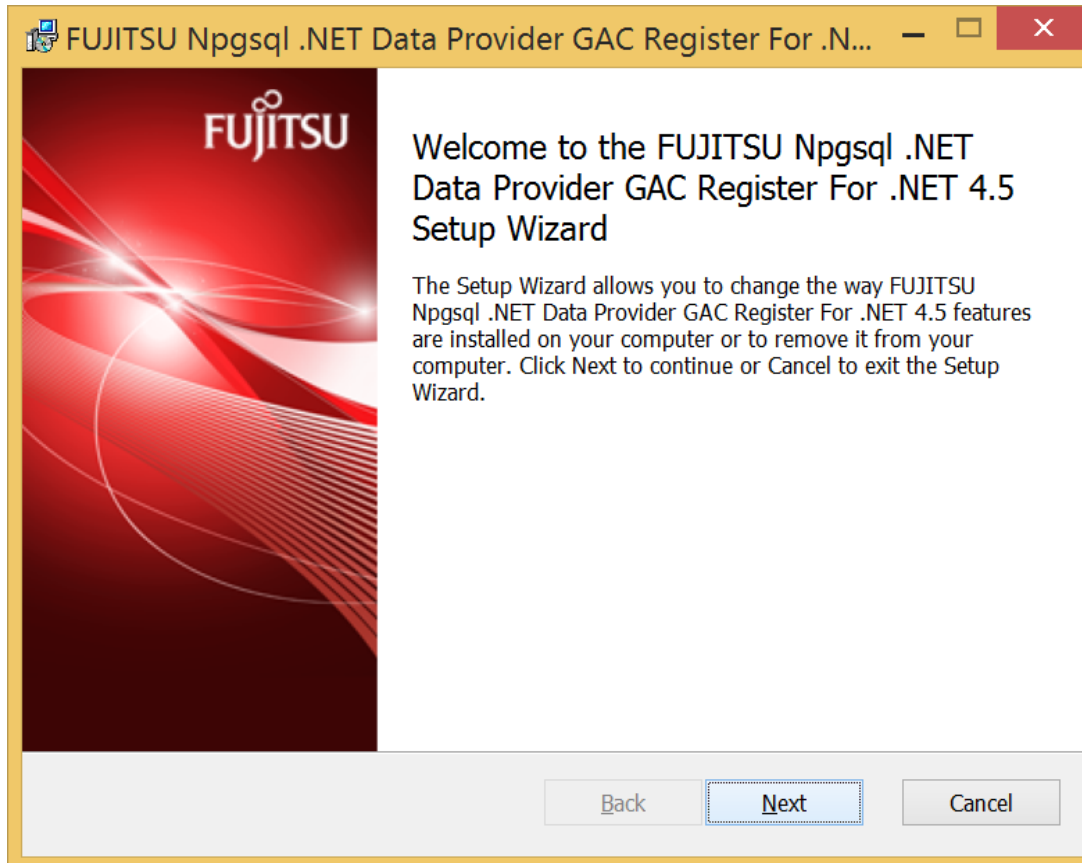 FUJITSU Npgsql .NET Data Provider GAC Register For .N...
FUJITSU
Welcome to the FUJITSU Npgsql .NET
Data Provider GAC Register For .NET 4.5
Setup Wizard
The Setup Wizard allows you to change the way FUJITSU
Npgsql .NET Data Provider GAC Register For .NET 4.5 features
are installed on your computer or to remove it from your
computer. Click Next to continue or Cancel to exit the Setup
Wizard.
Back Next Cancel